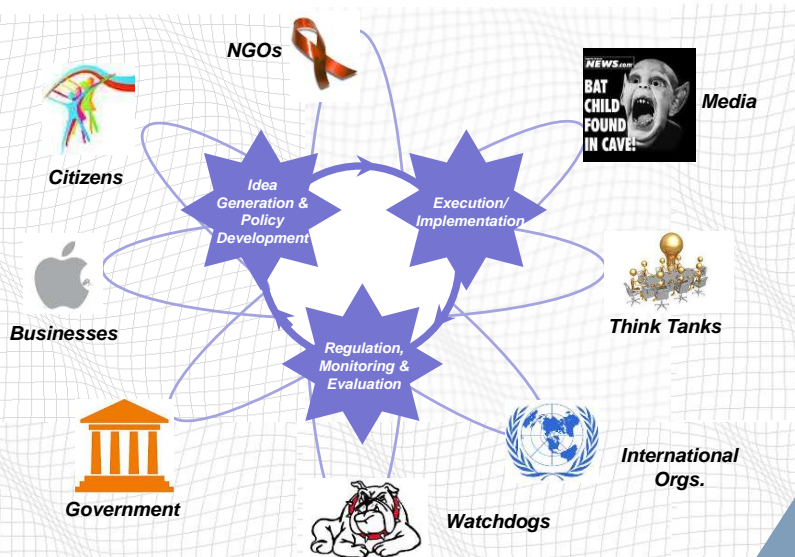 NGOs
NEWS.com
BAT
CHILD
FOUND
IN CAVE!
Media
Citizens
Idea
Generation &
Policy
Development
Execution/
Implementation
Businesses
Think Tanks
Regulation,
Monitoring &
Evaluation
International
Orgs.
Government
Watchdogs